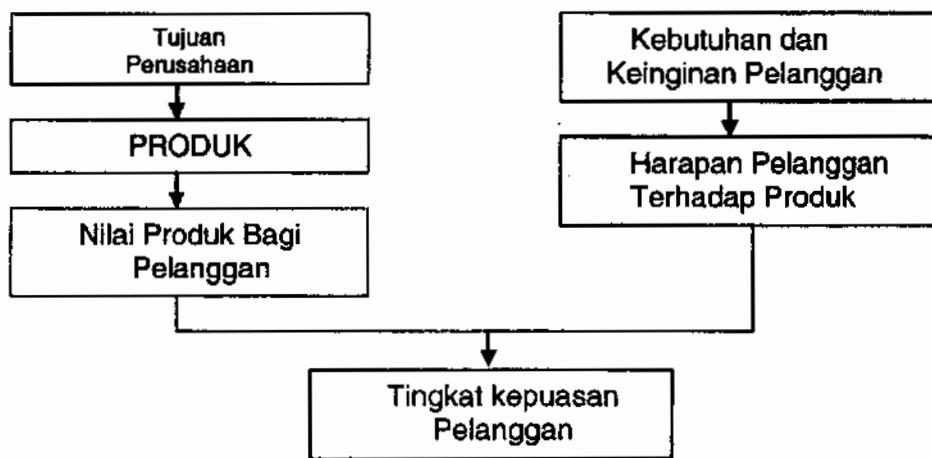 Tujuan
Perusahaan
PRODUK
Nilai Produk Bagi
Pelanggan
Kebutuhan dan
Keinginan Pelanggan
Harapan Pelanggan
Terhadap Produk
Tingkat kepuasan
Pelanggan